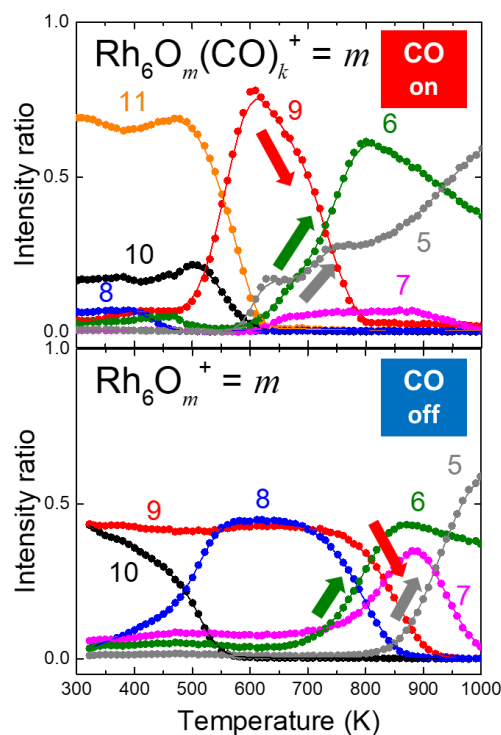 1.0
Rh₆Oₘ(CO)ₖ⁺ = m
CO
on
11
9
6
0.5
5
10
8
7
0.0
Intensity ratio
1.0
Rh₆Oₘ⁺ = m
CO
off
5
9
8
6
0.5
10
7
0.0
Intensity ratio
300 400 500 600 700 800 900 1000
Temperature (K)